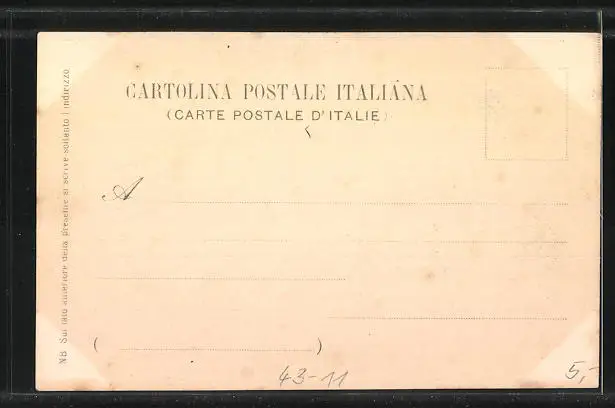 CARTOLINA POSTALE ITALIANA
(CARTE POSTALE D'ITALIE)
A
( )
NB Sul lato anteriore della presente si scrive soltanto l'indirizzo
43-11
5,-